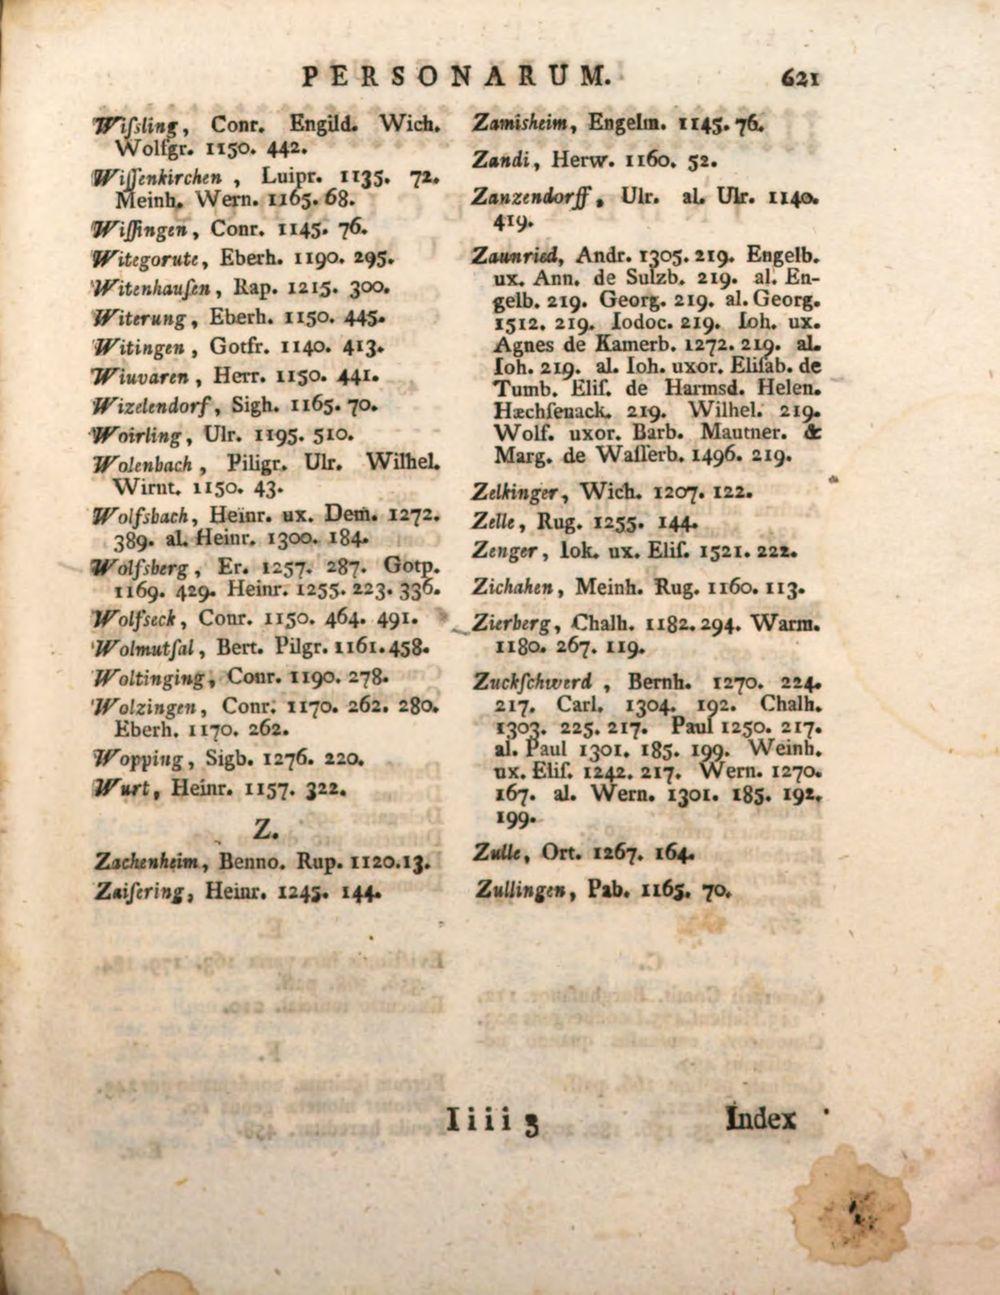 PERSONARUM. 621
Wiſsling, Conr. Engild. Wich.
Wolfgr. 1150. 442.
Wiſſenkirchen, Luipr. 1135. 72.
Meinh. Wern. 1165. 68.
Wiſſingen, Conr. 1145. 76.
Witegorute, Eberh. 1190. 295.
Witenhauſen, Rap. 1215. 300.
Witerung, Eberh. 1150. 445.
Witingen, Gotfr. 1140. 413.
Wiuvaren, Herr. 1150. 441.
Wizelendorf, Sigh. 1165. 70.
Woirling, Ulr. 1195. 510.
Wolenbach, Piligr. Ulr. Wilhel.
Wirnt. 1150. 43.
Wolfsbach, Heinr. ux. Dem. 1272.
389. al. Heinr. 1300. 184.
Wolfsberg, Er. 1257. 287. Gotp.
1169. 429. Heinr. 1255. 223. 336.
Wolfseck, Conr. 1150. 464. 491.
Wolmutſal, Bert. Pilgr. 1161. 458.
Woltinging, Conr. 1190. 278.
Wolzingen, Conr. 1170. 262. 280.
Eberh. 1170. 262.
Wopping, Sigb. 1276. 220.
Wurt, Heinr. 1157. 322.
Z.
Zachenheim, Benno. Rup. 1120. 13.
Zaiſering, Heinr. 1245. 144.
Zamisheim, Engelm. 1145. 76.
Zandi, Herw. 1160. 52.
Zanzendorff, Ulr. al. Ulr. 1140.
419.
Zaunried, Andr. 1305. 219. Engelb.
ux. Ann. de Sulzb. 219. al. En-
gelb. 219. Georg. 219. al. Georg.
1512. 219. Iodoc. 219. Ioh. ux.
Agnes de Kamerb. 1272. 219. al.
Ioh. 219. al. Ioh. uxor. Eliſab. de
Tumb. Eliſ. de Harmsd. Helen.
Hæchſenack. 219. Wilhel. 219.
Wolf. uxor. Barb. Mautner. &
Marg. de Waſſerb. 1496. 219.
Zelkinger, Wich. 1207. 122.
Zelle, Rug. 1255. 144.
Zenger, Iok. ux. Eliſ. 1521. 222.
Zichahen, Meinh. Rug. 1160. 113.
Zierberg, Chalh. 1182. 294. Warm.
1180. 267. 119.
Zuckſchwerd, Bernh. 1270. 224.
217. Carl. 1304. 192. Chalh.
1303. 225. 217. Paul 1250. 217.
al. Paul 1301. 185. 199. Weinh.
ux. Eliſ. 1242. 217. Wern. 1270.
167. al. Wern. 1301. 185. 192.
199.
Zulle, Ort. 1267. 164.
Zullingen, Pab. 1165. 70.
Iiii 3 Index